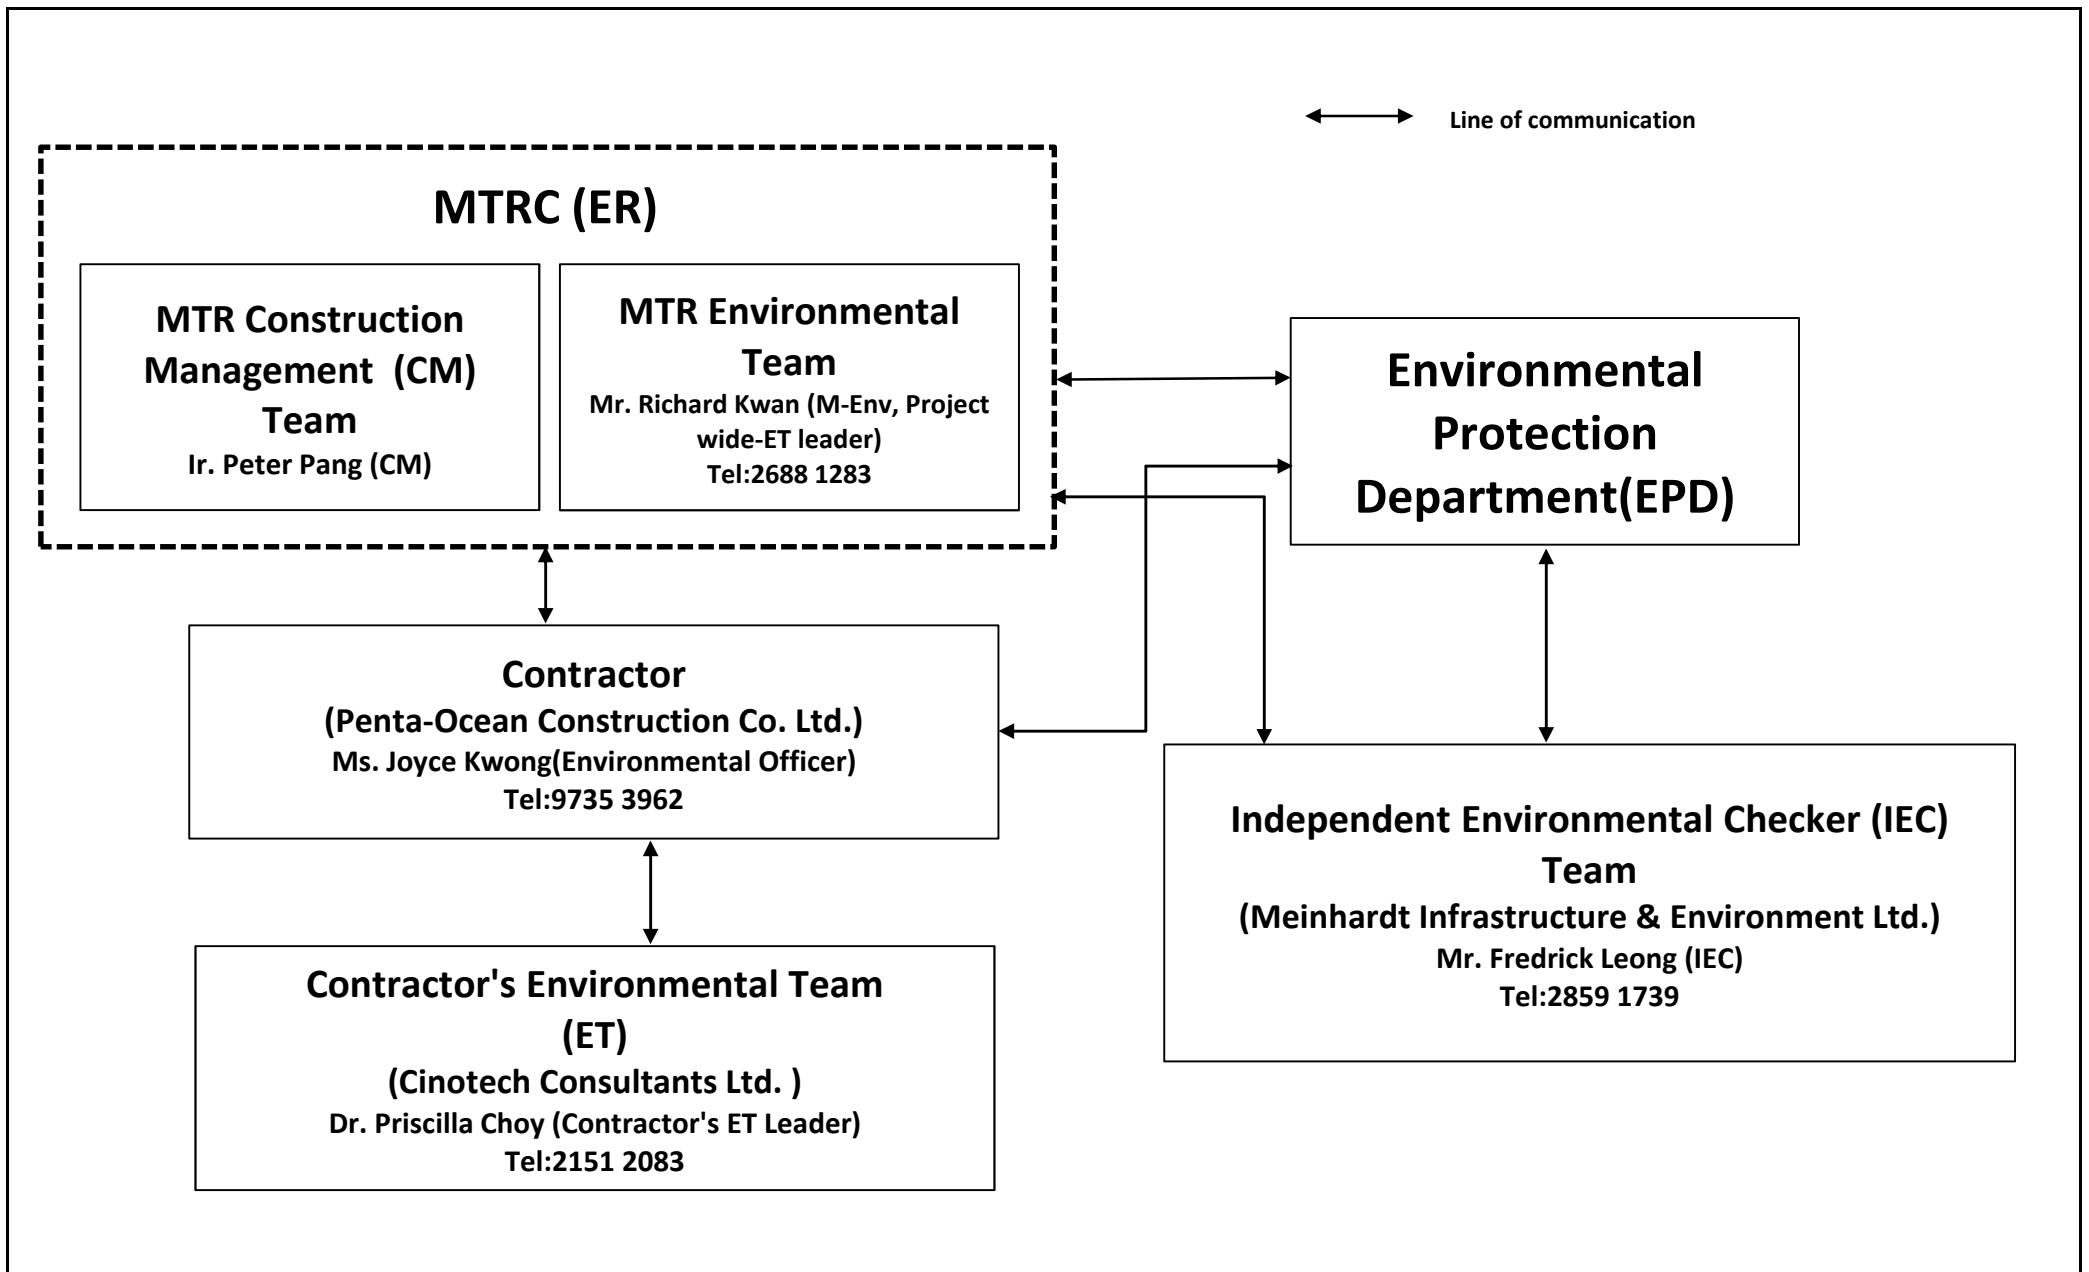 Line of communication
MTRC (ER)
MTR Construction
Management  (CM)
Team
Ir. Peter Pang (CM)
MTR Environmental
Team
Mr. Richard Kwan (M-Env, Project
wide-ET leader)
Tel:2688 1283
Environmental
Protection
Department(EPD)
Contractor
(Penta-Ocean Construction Co. Ltd.)
Ms. Joyce Kwong(Environmental Officer)
Tel:9735 3962
Independent Environmental Checker (IEC)
Team
(Meinhardt Infrastructure & Environment Ltd.)
Mr. Fredrick Leong (IEC)
Tel:2859 1739
Contractor's Environmental Team
(ET)
(Cinotech Consultants Ltd. )
Dr. Priscilla Choy (Contractor's ET Leader)
Tel:2151 2083